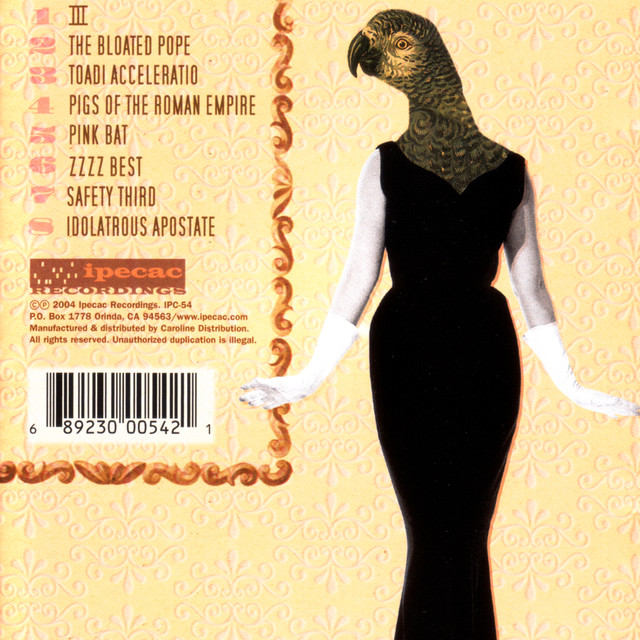 1 III
2 THE BLOATED POPE
3 TOADI ACCELERATIO
4 PIGS OF THE ROMAN EMPIRE
5 PINK BAT
6 ZZZZ BEST
7 SAFETY THIRD
8 IDOLATROUS APOSTATE
ipecac
RECORDINGS
©℗ 2004 Ipecac Recordings. IPC-54
P.O. Box 1778 Orinda, CA 94563/www.ipecac.com
Manufactured & distributed by Caroline Distribution.
All rights reserved. Unauthorized duplication is illegal.
6 89230 00542 1